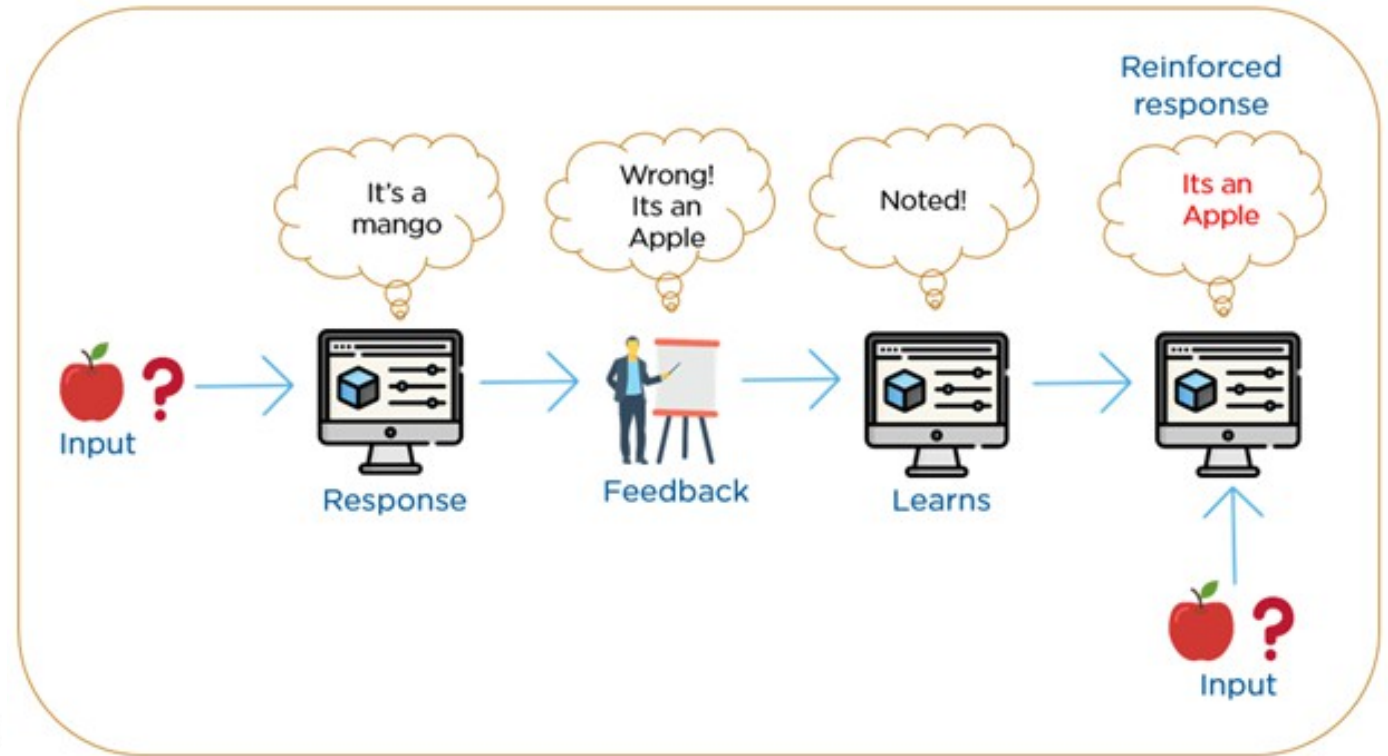 Reinforced
response
It's a
mango
Wrong!
Its an
Apple
Noted!
Its an
Apple
?
Input
Response
Feedback
Learns
?
Input